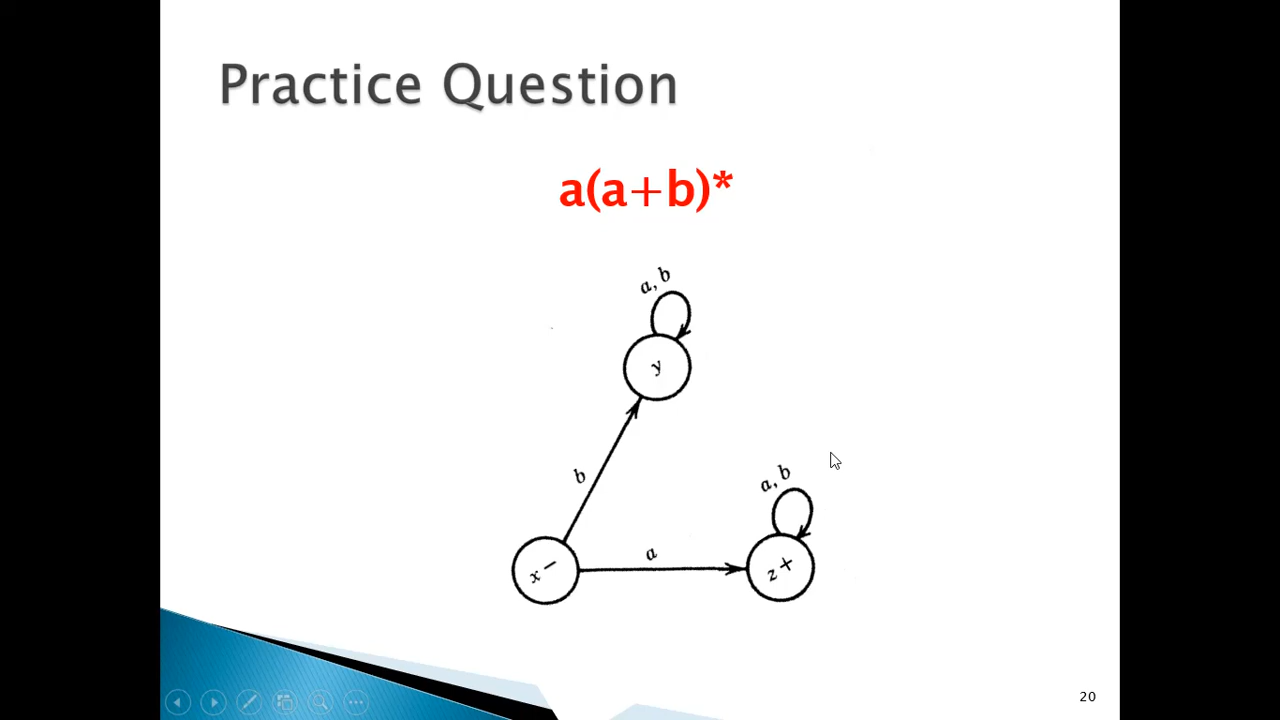 Practice Question
a(a+b)*
a, b
y
b
a, b
a
x −
z +
20